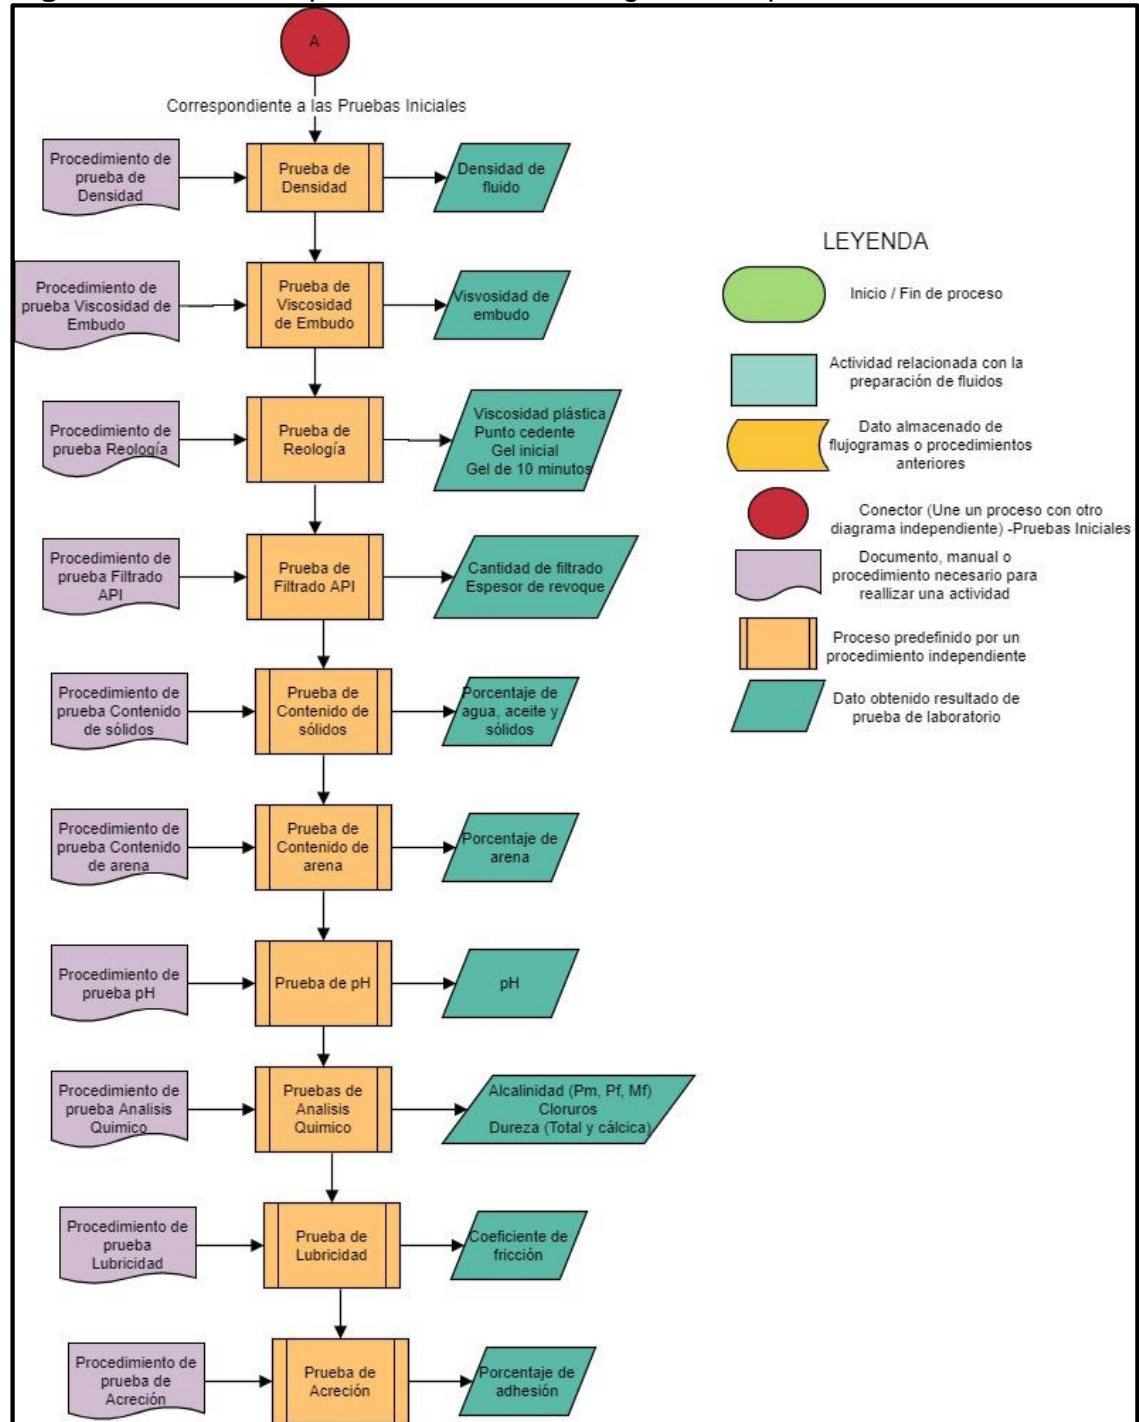 A
Correspondiente a las Pruebas Iniciales
Procedimiento de
prueba de
Densidad
Prueba de
Densidad
Densidad de
fluido
Procedimiento de
prueba Viscosidad de
Embudo
Prueba de
Viscosidad
de Embudo
Visvosidad de
embudo
Procedimiento de
prueba Reología
Prueba de
Reología
Viscosidad plástica
Punto cedente
Gel inicial
Gel de 10 minutos
Procedimiento de
prueba Filtrado
API
Prueba de
Filtrado API
Cantidad de filtrado
Espesor de revoque
Procedimiento de
prueba Contenido
de sólidos
Prueba de
Contenido de
sólidos
Porcentaje de
agua, aceite y
sólidos
Procedimiento de
prueba Contenido
de arena
Prueba de
Contenido de
arena
Porcentaje de
arena
Procedimiento de
prueba pH
Prueba de pH
pH
Procedimiento de
prueba Analisis
Quimico
Pruebas de
Analisis
Quimico
Alcalinidad (Pm, Pf, Mf)
Cloruros
Dureza (Total y cálcica)
Procedimiento de
prueba
Lubricidad
Prueba de
Lubricidad
Coeficiente de
fricción
Procedimiento de
prueba de
Acreción
Prueba de
Acreción
Porcentaje de
adhesión
LEYENDA
Inicio / Fin de proceso
Actividad relacionada con la
preparación de fluidos
Dato almacenado de
flujogramas o procedimientos
anteriores
Conector (Une un proceso con otro
diagrama independiente) -Pruebas Iniciales
Documento, manual o
procedimiento necesario para
reallizar una actividad
Proceso predefinido por un
procedimiento independiente
Dato obtenido resultado de
prueba de laboratorio